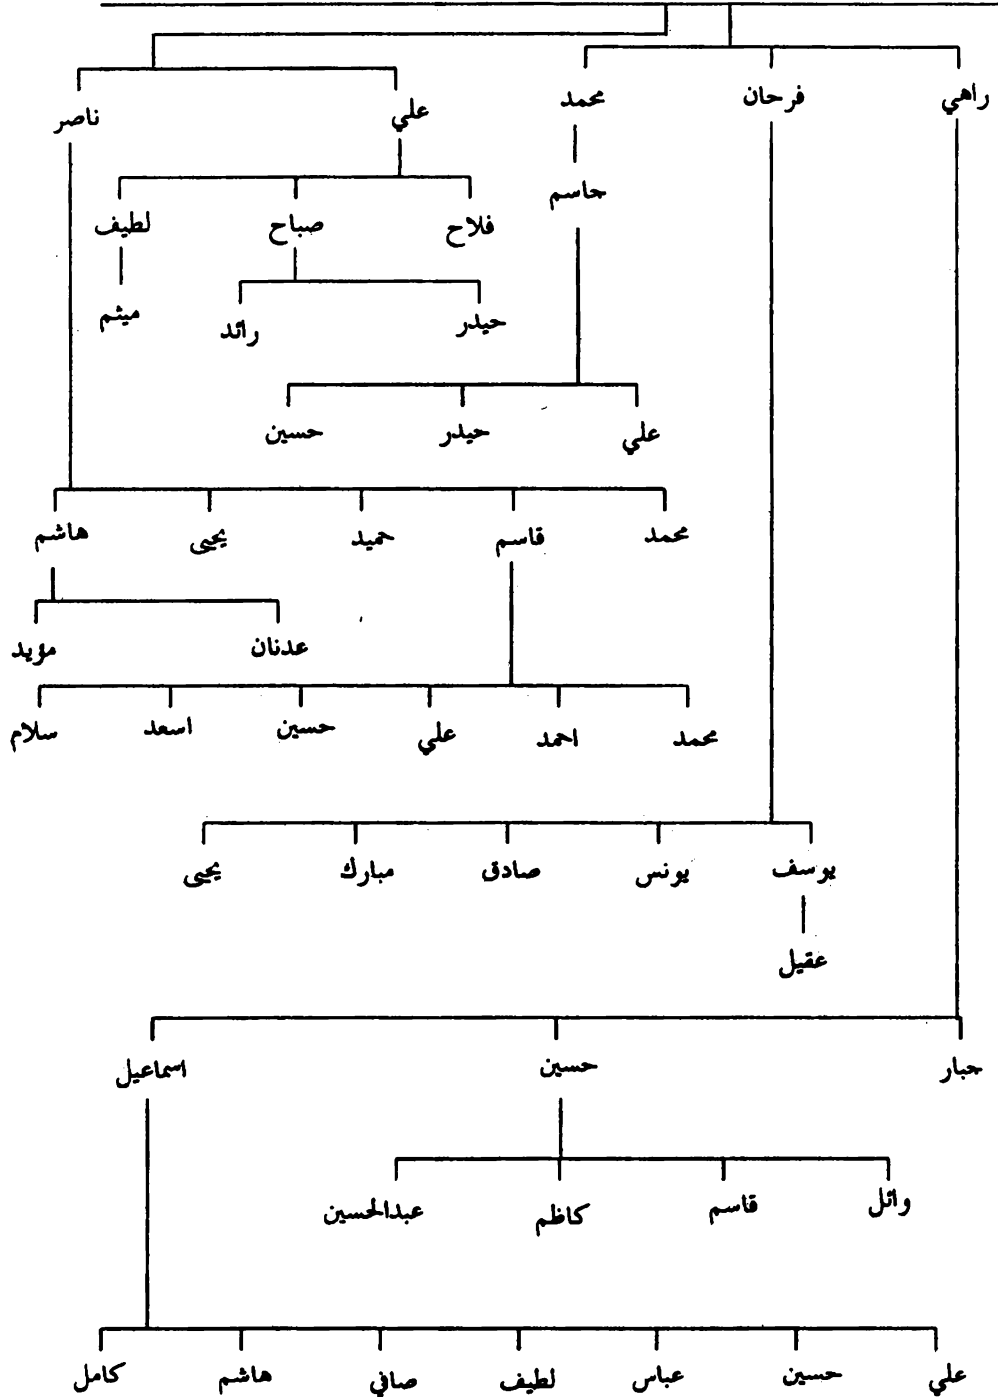 راهي فرحان محمد علي ناصر
جاسم
فلاح صباح لطيف
حيدر رائد ميثم
علي حيدر حسين
محمد قاسم حميد يحيى هاشم
عدنان مؤيد
محمد احمد علي حسين اسعد سلام
يوسف يونس صادق مبارك يحيى
عقيل
جبار حسين اسماعيل
وائل قاسم كاظم عبدالحسين
علي حسين عباس لطيف صافي هاشم كامل